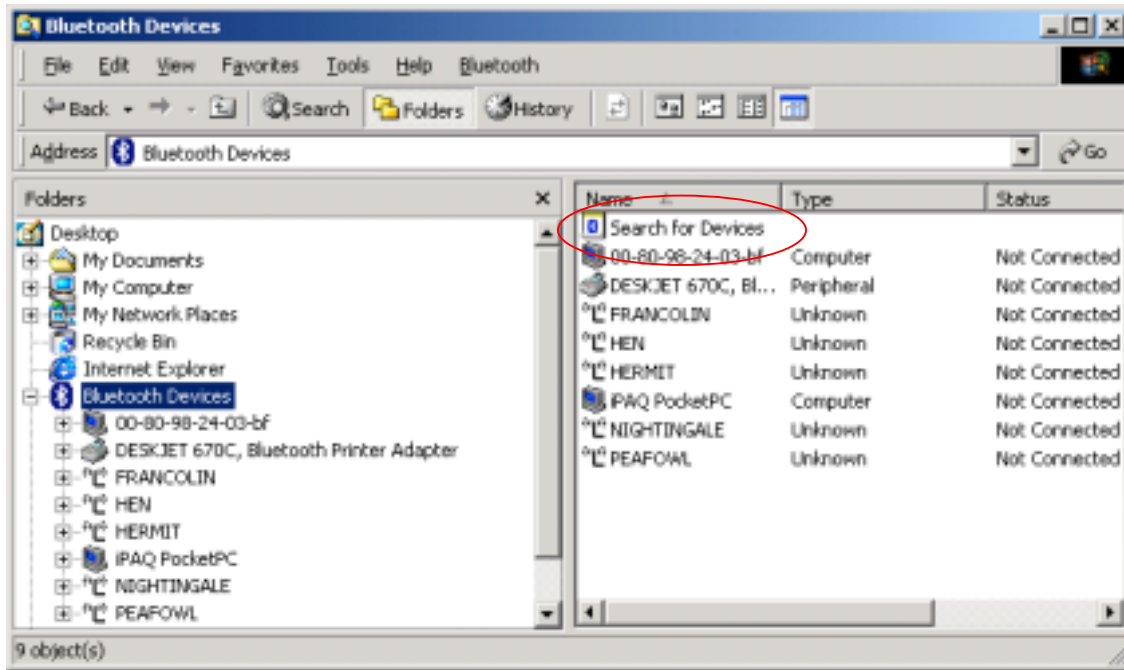 Bluetooth Devices
File Edit View Favorites Tools Help Bluetooth
Back Search Folders History
Address Bluetooth Devices Go
Folders
Desktop
My Documents
My Computer
My Network Places
Recycle Bin
Internet Explorer
Bluetooth Devices
00-80-98-24-03-bf
DESKJET 670C, Bluetooth Printer Adapter
FRANCOLIN
HEN
HERMIT
iPAQ PocketPC
NIGHTINGALE
PEAFOWL
Name Type Status
Search for Devices
00-80-98-24-03-bf Computer Not Connected
DESKJET 670C, Bl... Peripheral Not Connected
FRANCOLIN Unknown Not Connected
HEN Unknown Not Connected
HERMIT Unknown Not Connected
iPAQ PocketPC Computer Not Connected
NIGHTINGALE Unknown Not Connected
PEAFOWL Unknown Not Connected
9 object(s)